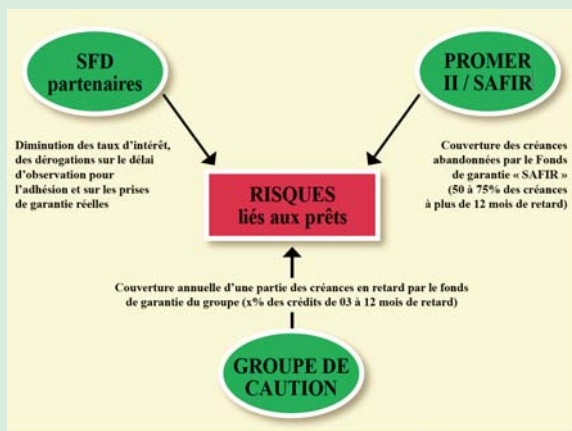 SFD
partenaires
PROMER
II / SAFIR
Diminution des taux d’intérêt,
des dérogations sur le délai
d’observation pour
l’adhésion et sur les prises
de garantie réelles
Couverture des créances
abandonnées par le Fonds
de garantie « SAFIR »
(50 à 75% des créances
à plus de 12 mois de retard)
RISQUES
liés aux prêts
Couverture annuelle d’une partie des créances en retard par le fonds
de garantie du groupe (x% des crédits de 03 à 12 mois de retard)
GROUPE DE
CAUTION